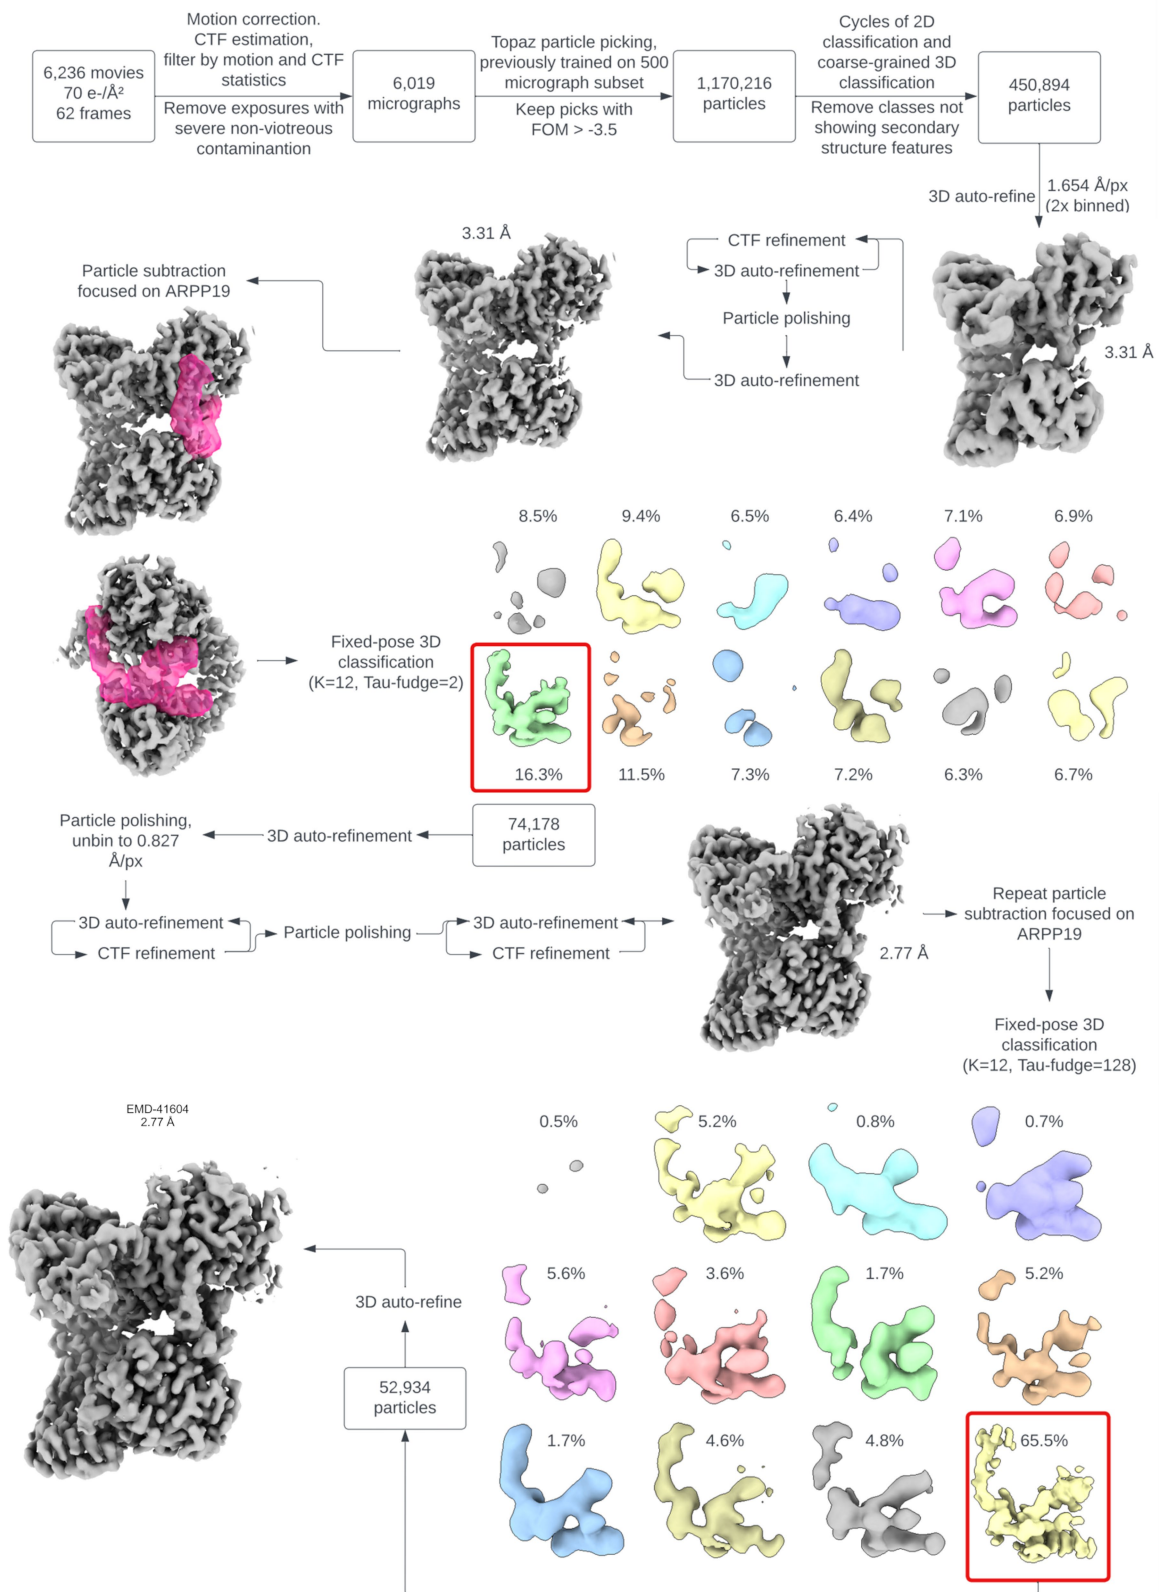 6,236 movies
70 e-/Å²
62 frames
Motion correction.
CTF estimation,
filter by motion and CTF
statistics
Remove exposures with
severe non-viotreous
contaminantion
6,019
micrographs
Topaz particle picking,
previously trained on 500
micrograph subset
Keep picks with
FOM > -3.5
1,170,216
particles
Cycles of 2D
classification and
coarse-grained 3D
classification
Remove classes not
showing secondary
structure features
450,894
particles
3D auto-refine
1.654 Å/px
(2x binned)
3.31 Å
CTF refinement
3D auto-refinement
Particle polishing
3D auto-refinement
3.31 Å
Particle subtraction
focused on ARPP19
Fixed-pose 3D
classification
(K=12, Tau-fudge=2)
8.5%
9.4%
6.5%
6.4%
7.1%
6.9%
16.3%
11.5%
7.3%
7.2%
6.3%
6.7%
74,178
particles
3D auto-refinement
Particle polishing,
unbin to 0.827
Å/px
3D auto-refinement
CTF refinement
Particle polishing
3D auto-refinement
CTF refinement
2.77 Å
Repeat particle
subtraction focused on
ARPP19
Fixed-pose 3D
classification
(K=12, Tau-fudge=128)
0.5%
5.2%
0.8%
0.7%
5.6%
3.6%
1.7%
5.2%
1.7%
4.6%
4.8%
65.5%
52,934
particles
3D auto-refine
EMD-41604
2.77 Å